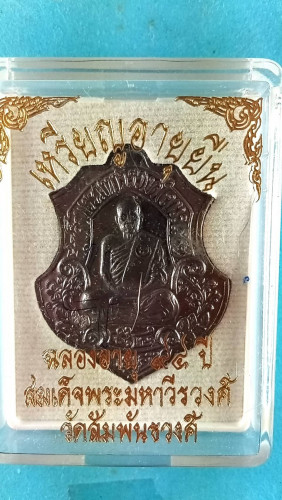 เหรียญอายุยืน
ฉลองอายุ ๙๕ ปี
สมเด็จพระมหาวีรวงศ์
วัดสัมพันธวงศ์